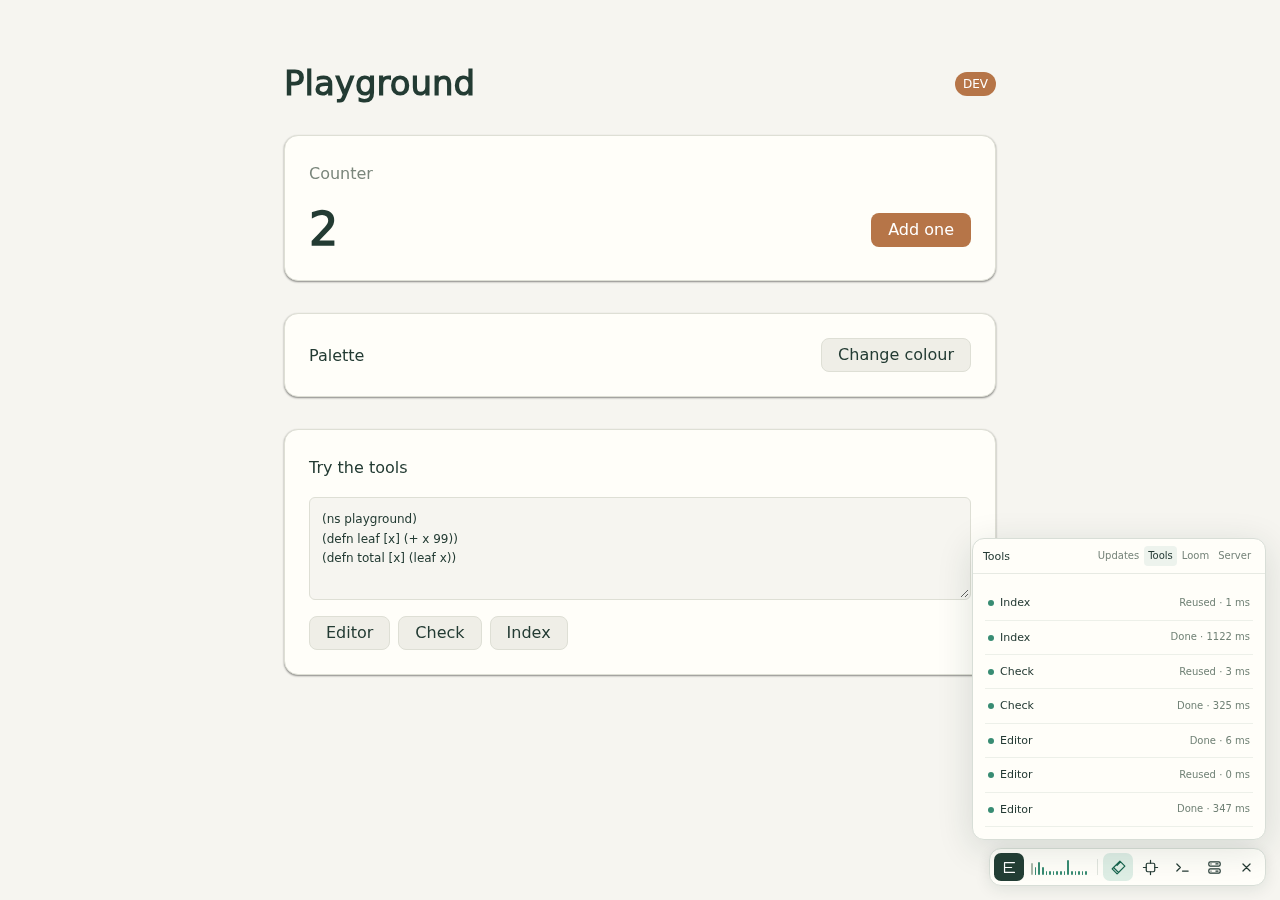 Playground
DEV
Counter
2
Add one
Palette
Change colour
Try the tools
(ns playground)
(defn leaf [x] (+ x 99))
(defn total [x] (leaf x))
Editor
Check
Index
Tools
Updates
Tools
Loom
Server
Index
Reused · 1 ms
Index
Done · 1122 ms
Check
Reused · 3 ms
Check
Done · 325 ms
Editor
Done · 6 ms
Editor
Reused · 0 ms
Editor
Done · 347 ms